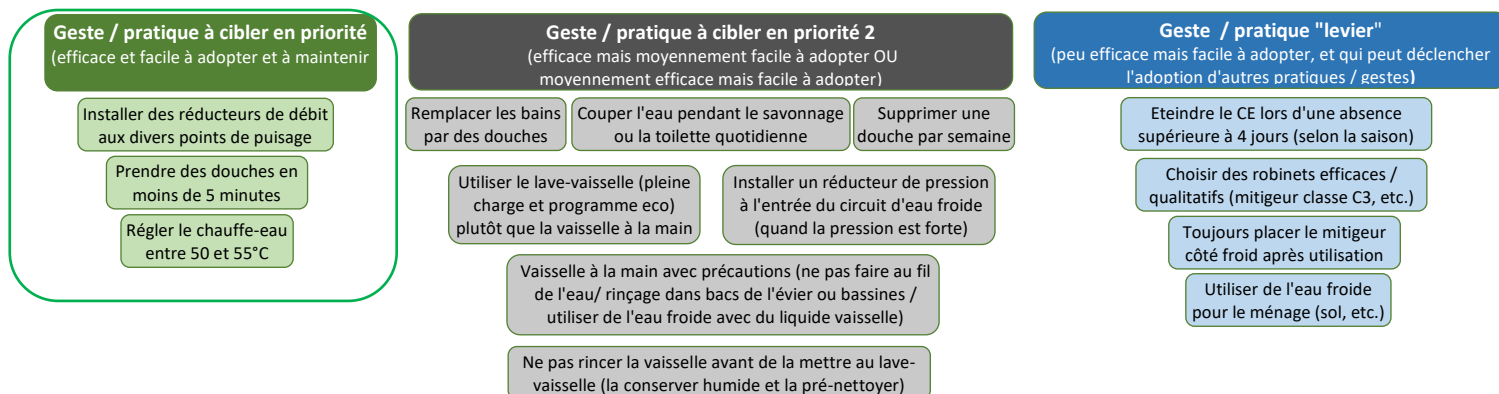 Geste / pratique à cibler en priorité
(efficace et facile à adopter et à maintenir
Installer des réducteurs de débit
aux divers points de puisage
Prendre des douches en
moins de 5 minutes
Régler le chauffe-eau
entre 50 et 55°C
Geste / pratique à cibler en priorité 2
(efficace mais moyennement facile à adopter OU
moyennement efficace mais facile à adopter)
Remplacer les bains
par des douches
Couper l'eau pendant le savonnage
ou la toilette quotidienne
Supprimer une
douche par semaine
Utiliser le lave-vaisselle (pleine
charge et programme eco)
plutôt que la vaisselle à la main
Installer un réducteur de pression
à l'entrée du circuit d'eau froide
(quand la pression est forte)
Vaisselle à la main avec précautions (ne pas faire au fil
de l'eau/ rinçage dans bacs de l'évier ou bassines /
utiliser de l'eau froide avec du liquide vaisselle)
Ne pas rincer la vaisselle avant de la mettre au lave-
vaisselle (la conserver humide et la pré-nettoyer)
Geste / pratique "levier"
(peu efficace mais facile à adopter, et qui peut déclencher
l'adoption d'autres pratiques / gestes)
Eteindre le CE lors d'une absence
supérieure à 4 jours (selon la saison)
Choisir des robinets efficaces /
qualitatifs (mitigeur classe C3, etc.)
Toujours placer le mitigeur
côté froid après utilisation
Utiliser de l'eau froide
pour le ménage (sol, etc.)